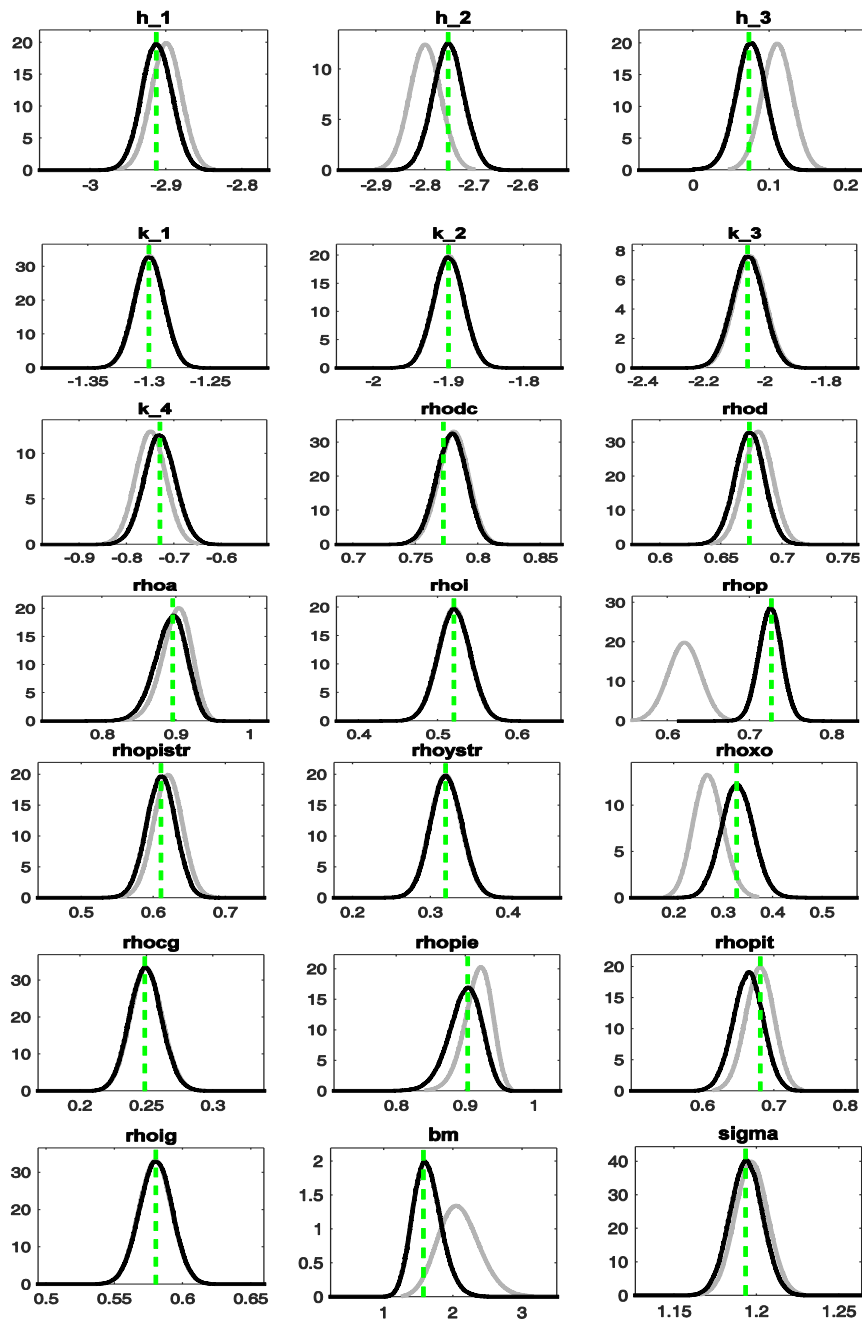 h_1 h_2 h_3
20 15 10 5 0
10 5 0
20 15 10 5 0
-3 -2.9 -2.8
-2.9 -2.8 -2.7 -2.6
0 0.1 0.2
k_1 k_2 k_3
30 20 10 0
20 15 10 5 0
8 6 4 2 0
-1.35 -1.3 -1.25
-2 -1.9 -1.8
-2.4 -2.2 -2 -1.8
k_4 rhodc rhod
10 5 0
30 20 10 0
30 20 10 0
-0.9 -0.8 -0.7 -0.6
0.7 0.75 0.8 0.85
0.6 0.65 0.7 0.75
rhoa rhoi rhop
20 15 10 5 0
20 15 10 5 0
30 20 10 0
0.8 0.9 1
0.4 0.5 0.6
0.6 0.7 0.8
rhopistr rhoystr rhoxo
20 15 10 5 0
20 15 10 5 0
10 5 0
0.5 0.6 0.7
0.2 0.3 0.4
0.2 0.3 0.4 0.5
rhocg rhopie rhopit
30 20 10 0
20 15 10 5 0
20 15 10 5 0
0.2 0.25 0.3
0.8 0.9 1
0.6 0.7 0.8
rhoig bm sigma
30 20 10 0
2 1.5 1 0.5 0
40 30 20 10 0
0.5 0.55 0.6 0.65
1 2 3
1.15 1.2 1.25